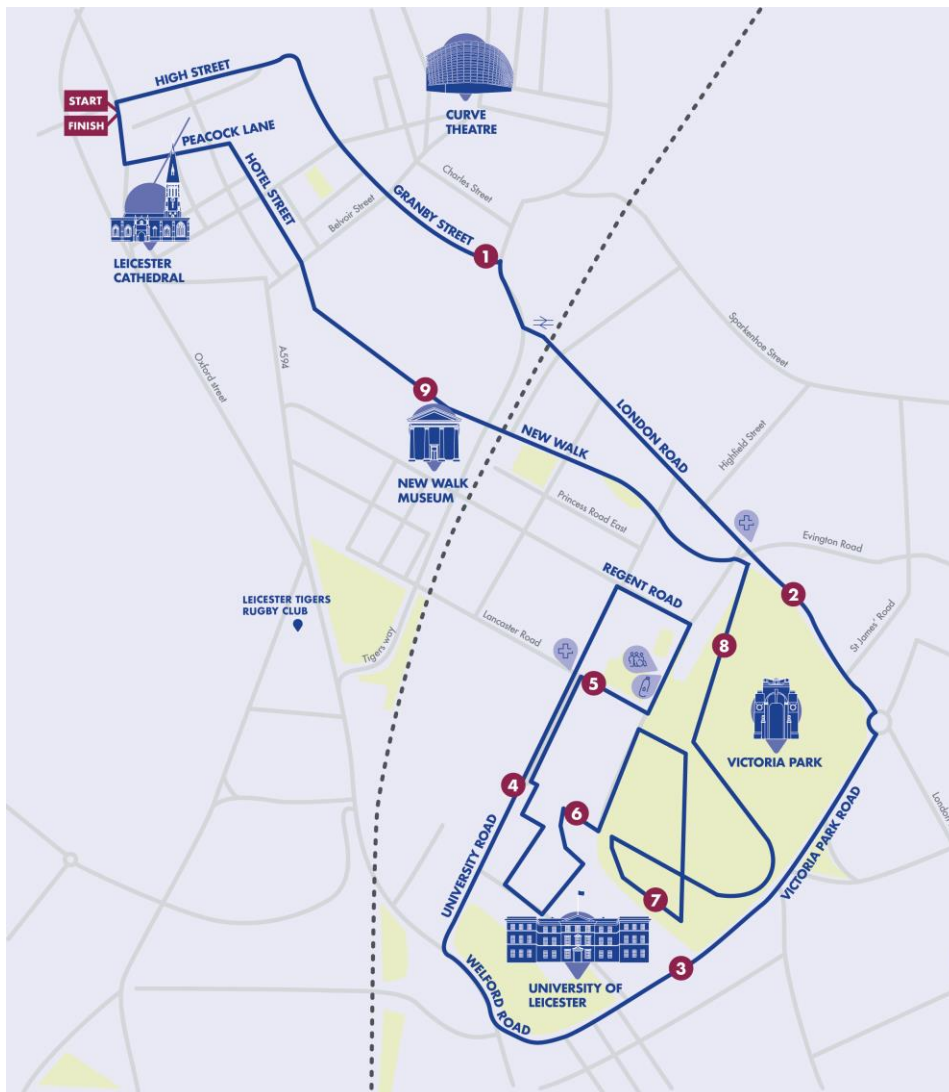 HIGH STREET
START
FINISH
PEACOCK LANE
HOTEL STREET
CURVE
THEATRE
Charles Street
Belvoir Street
GRANBY STREET
1
LEICESTER
CATHEDRAL
Oxford street
A594
Sparkenhoe Street
9
LONDON ROAD
Highfield Street
NEW WALK
NEW WALK
MUSEUM
Princess Road East
Evington Road
REGENT ROAD
2
LEICESTER TIGERS
RUGBY CLUB
Lancaster Road
St James' Road
Tigers way
8
5
VICTORIA PARK
4
6
London
UNIVERSITY ROAD
VICTORIA PARK ROAD
7
3
WELFORD ROAD
UNIVERSITY OF
LEICESTER